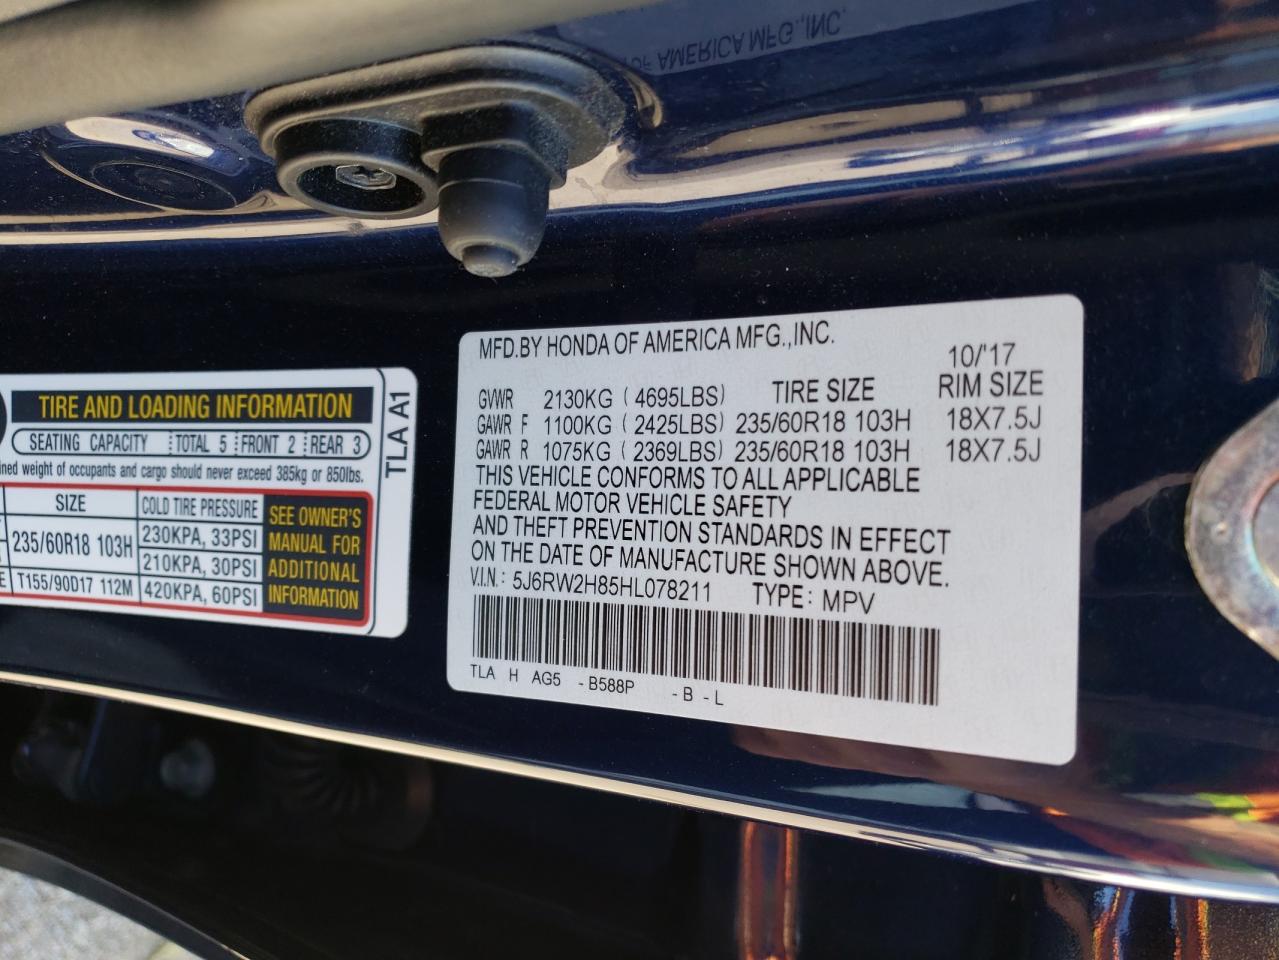 OF AMERICA MFG.,INC.
TIRE AND LOADING INFORMATION
SEATING CAPACITY TOTAL 5 FRONT 2 REAR 3
weight of occupants and cargo should never exceed 385kg or 850lbs.
SIZE COLD TIRE PRESSURE
235/60R18 103H 230KPA, 33PSI
210KPA, 30PSI
T155/90D17 112M 420KPA, 60PSI
SEE OWNER'S
MANUAL FOR
ADDITIONAL
INFORMATION
TLA A1
MFD.BY HONDA OF AMERICA MFG.,INC.
10/'17
GVWR 2130KG (4695LBS) TIRE SIZE RIM SIZE
GAWR F 1100KG (2425LBS) 235/60R18 103H 18X7.5J
GAWR R 1075KG (2369LBS) 235/60R18 103H 18X7.5J
THIS VEHICLE CONFORMS TO ALL APPLICABLE
FEDERAL MOTOR VEHICLE SAFETY
AND THEFT PREVENTION STANDARDS IN EFFECT
ON THE DATE OF MANUFACTURE SHOWN ABOVE.
V.I.N.: 5J6RW2H85HL078211 TYPE: MPV
TLA H AG5 -B588P -B -L